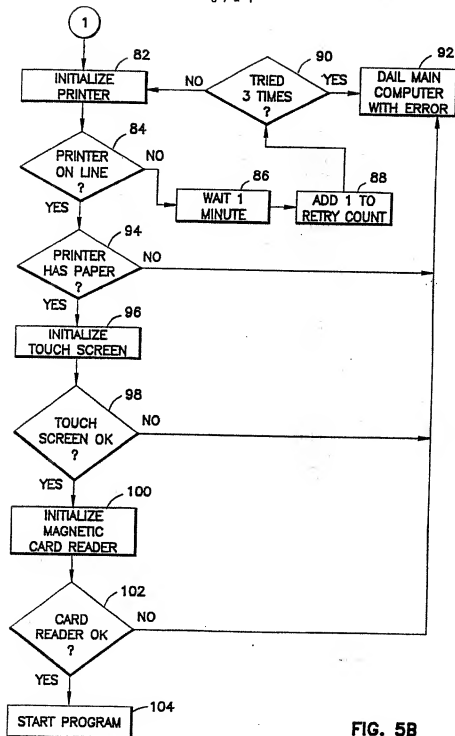 1
82
INITIALIZE
PRINTER
NO
90
TRIED
3 TIMES
?
YES
92
DAIL MAIN
COMPUTER
WITH ERROR
84
PRINTER
ON LINE
?
NO
YES
86
WAIT 1
MINUTE
88
ADD 1 TO
RETRY COUNT
94
PRINTER
HAS PAPER
?
NO
YES
96
INITIALIZE
TOUCH SCREEN
98
TOUCH
SCREEN OK
?
NO
YES
100
INITIALIZE
MAGNETIC
CARD READER
102
CARD
READER OK
?
NO
YES
104
START PROGRAM
FIG. 5B